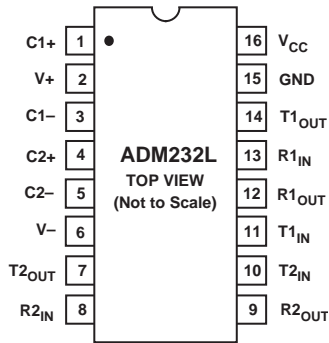 C1+ 1 16 VCC
V+ 2 15 GND
C1– 3 14 T1OUT
C2+ 4 ADM232L 13 R1IN
TOP VIEW
C2– 5 (Not to Scale) 12 R1OUT
V– 6 11 T1IN
T2OUT 7 10 T2IN
R2IN 8 9 R2OUT